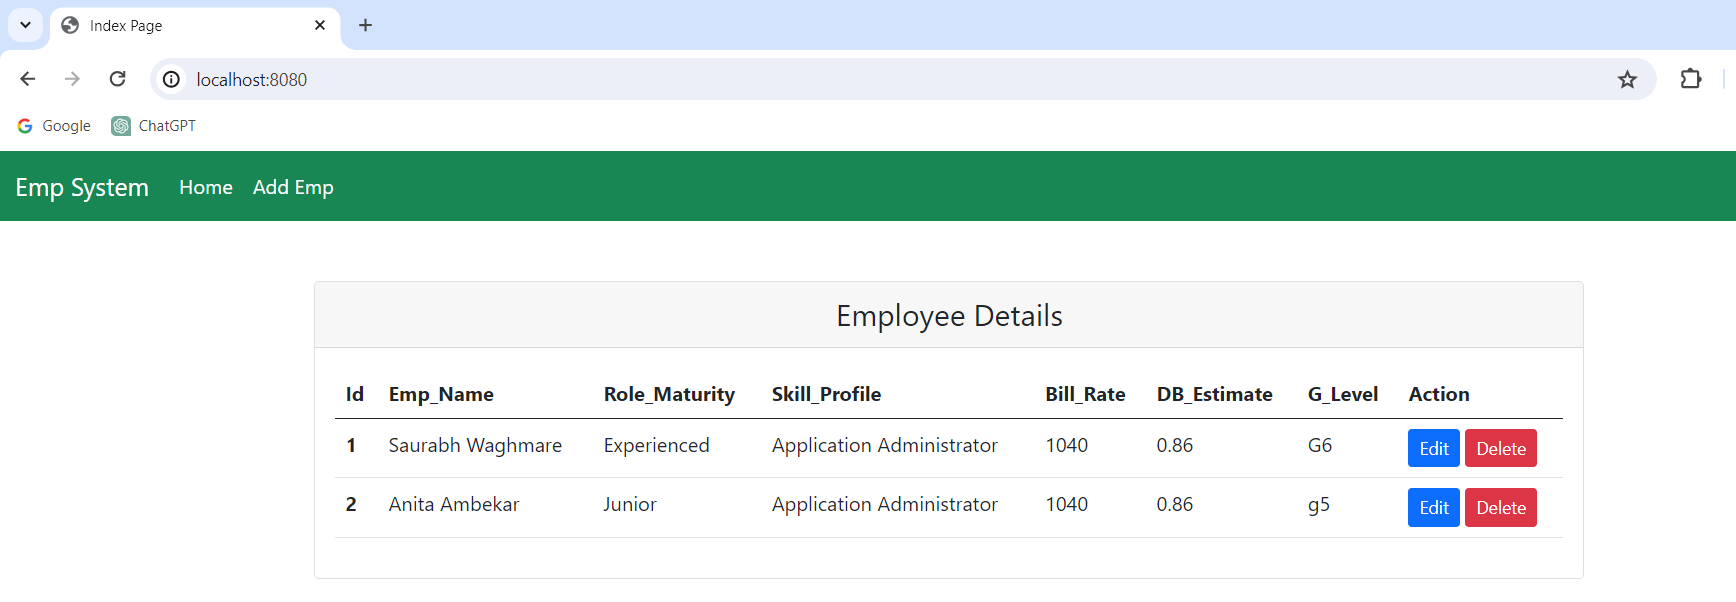 Index Page
localhost:8080
Google ChatGPT
Emp System Home Add Emp
Employee Details
Id Emp_Name Role_Maturity Skill_Profile Bill_Rate DB_Estimate G_Level Action
1 Saurabh Waghmare Experienced Application Administrator 1040 0.86 G6 Edit Delete
2 Anita Ambekar Junior Application Administrator 1040 0.86 g5 Edit Delete